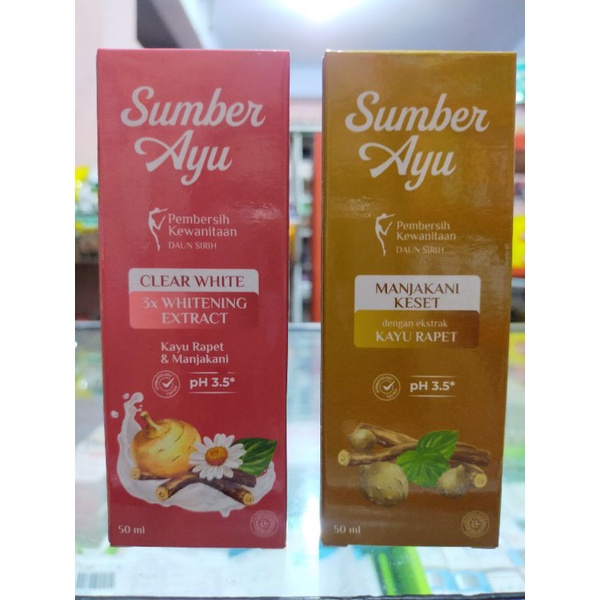 Sumber
Ayu
Pembersih
Kewanitaan
DAUN SIRIH
CLEAR WHITE
3x WHITENING
EXTRACT
Kayu Rapet
& Manjakani
pH 3.5*
50 ml
Sumber
Ayu
Pembersih
Kewanitaan
DAUN SIRIH
MANJAKANI
KESET
dengan ekstrak
KAYU RAPET
pH 3.5*
50 ml